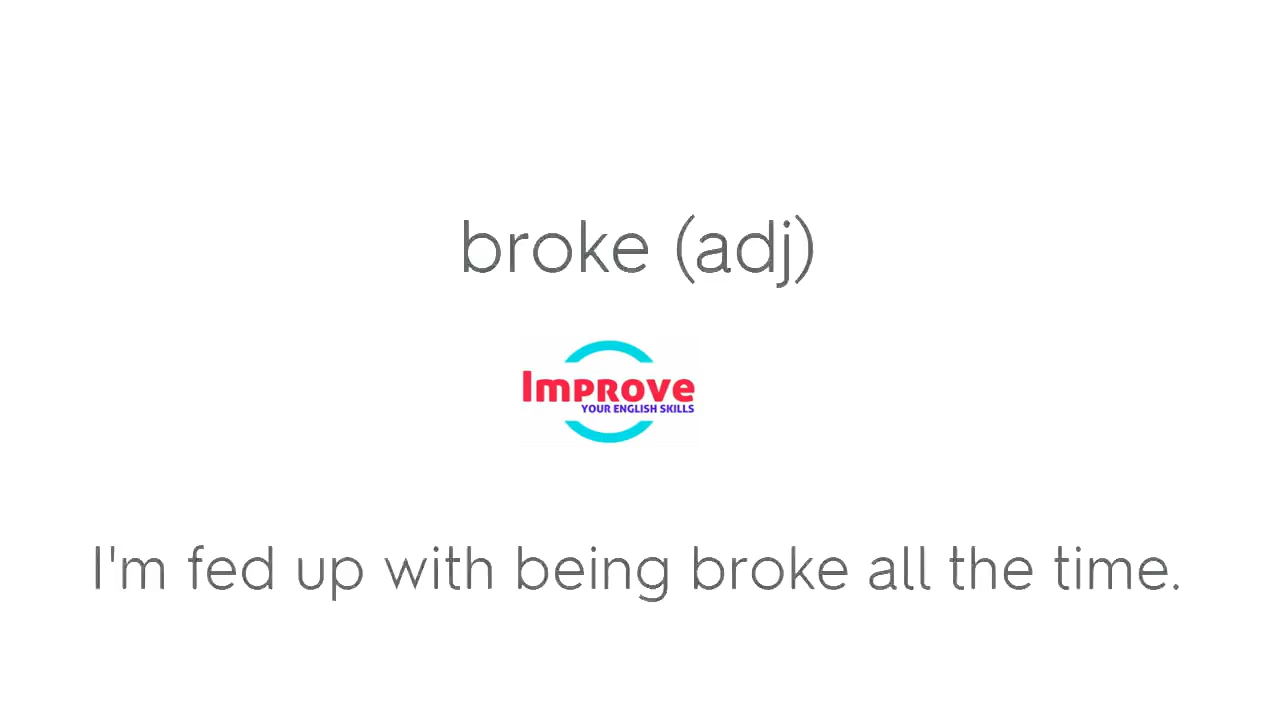 broke (adj)
Improve
YOUR ENGLISH SKILLS
I'm fed up with being broke all the time.